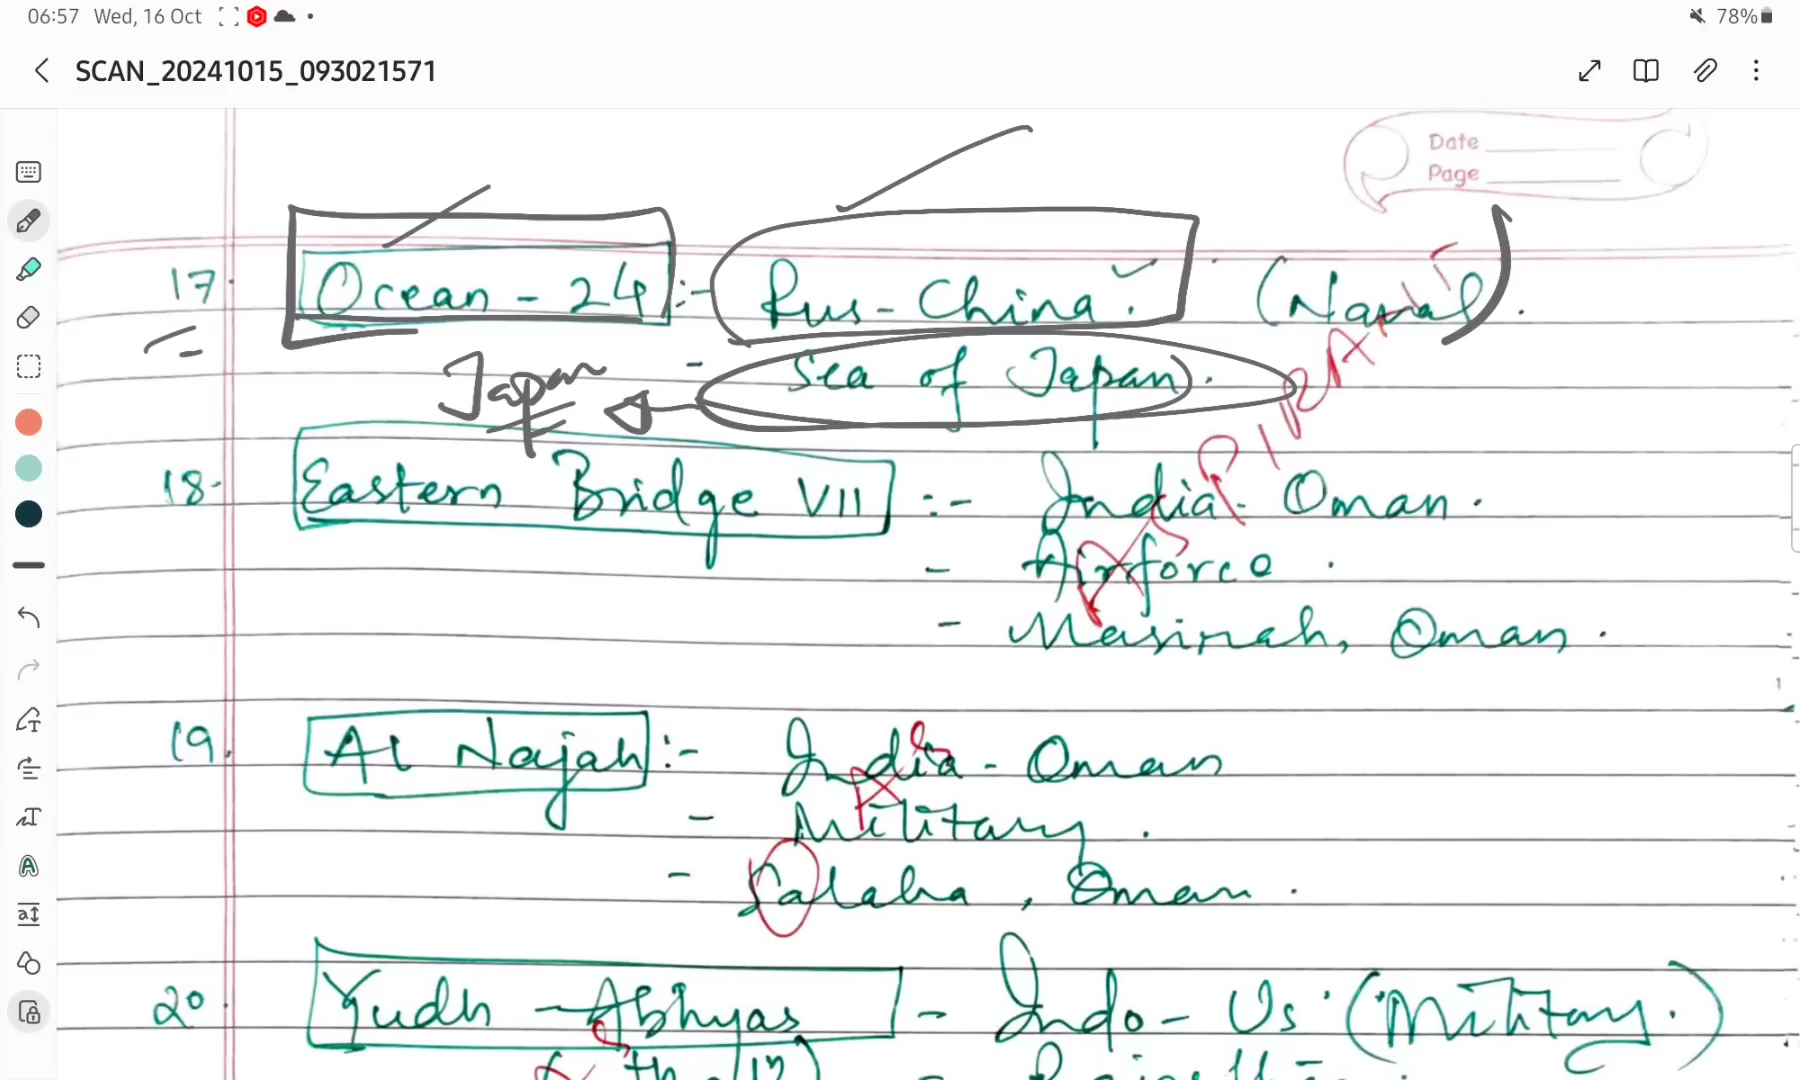 06:57 Wed, 16 Oct
78%
SCAN_20241015_093021571
Date
Page
17. Ocean - 24 :- Rus - China. (Naval).
Japan - Sea of Japan.
18. Eastern Bridge VII :- India - Oman.
- Airforce.
- Masirah, Oman.
19. Al Najah :- India - Oman
- Military.
- Salala, Oman.
20. Yudh - Abhyas - Indo - Us. (Military.)